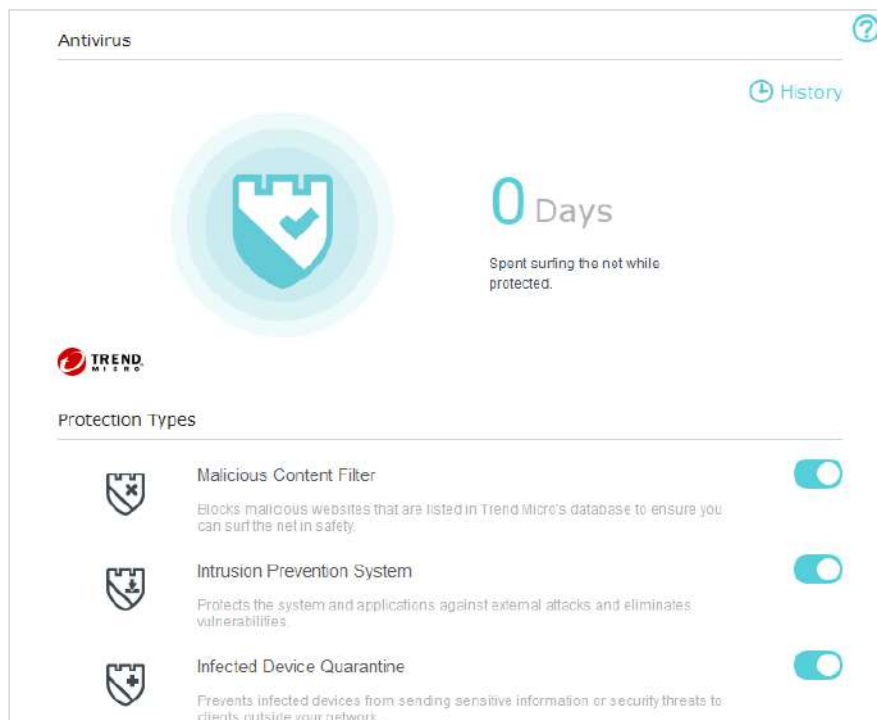 Antivirus
?
History
0 Days
Spent surfing the net while
protected.
TREND
MICRO
Protection Types
Malicious Content Filter
Blocks malicious websites that are listed in Trend Micro's database to ensure you
can surf the net in safety.
Intrusion Prevention System
Protects the system and applications against external attacks and eliminates
vulnerabilities.
Infected Device Quarantine
Prevents infected devices from sending sensitive information or security threats to
clients outside your network.